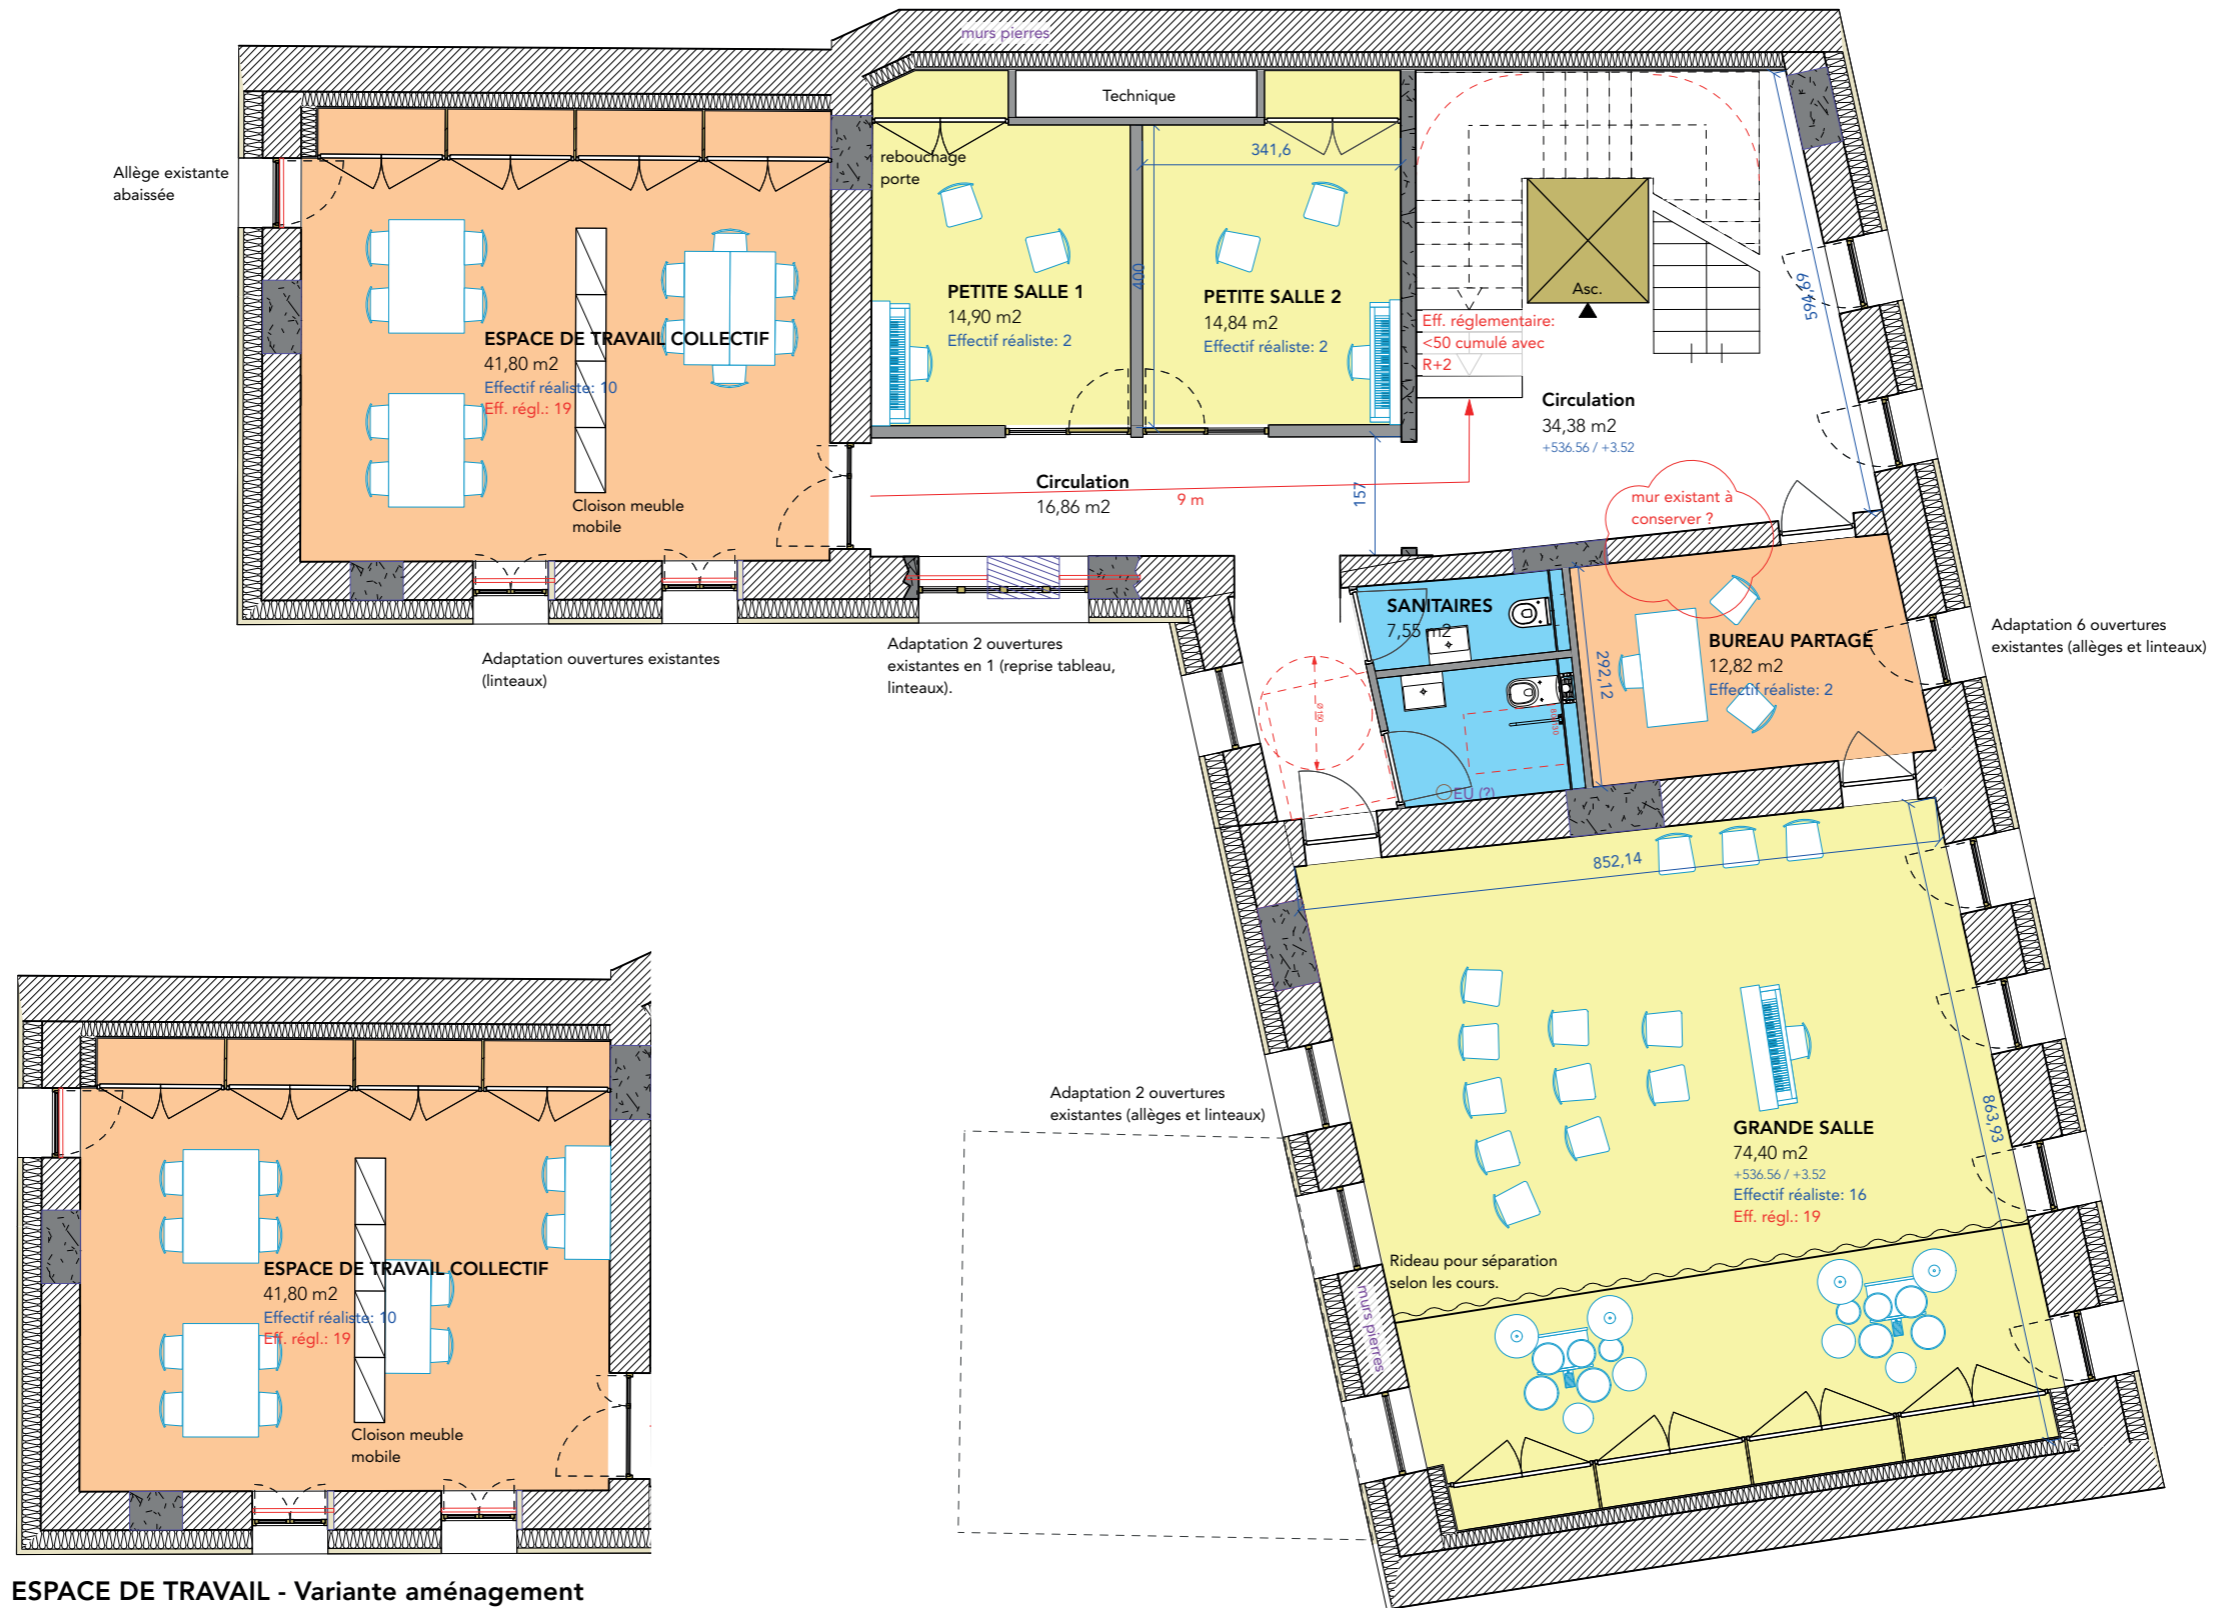 murs pierres
Technique
Allège existante
abaissée
rebouchage
porte
341,6
400
594,69
ESPACE DE TRAVAIL COLLECTIF
41,80 m2
Effectif réaliste: 10
Eff. régl.: 19
PETITE SALLE 1
14,90 m2
Effectif réaliste: 2
PETITE SALLE 2
14,84 m2
Effectif réaliste: 2
Asc.
Eff. réglementaire:
<50 cumulé avec
R+2
Circulation
34,38 m2
+536.56 / +3.52
Cloison meuble
mobile
Circulation
16,86 m2
9 m
157
mur existant à
conserver ?
SANITAIRES
7,55 m2
292,12
BUREAU PARTAGÉ
12,82 m2
Effectif réaliste: 2
Adaptation 6 ouvertures
existantes (allèges et linteaux)
Adaptation ouvertures existantes
(linteaux)
Adaptation 2 ouvertures
existantes en 1 (reprise tableau,
linteaux).
Ø 150
EU (?)
852,14
863,93
Adaptation 2 ouvertures
existantes (allèges et linteaux)
GRANDE SALLE
74,40 m2
+536.56 / +3.52
Effectif réaliste: 16
Eff. régl.: 19
Rideau pour séparation
selon les cours.
murs pierres
ESPACE DE TRAVAIL COLLECTIF
41,80 m2
Effectif réaliste: 10
Eff. régl.: 19
Cloison meuble
mobile
ESPACE DE TRAVAIL - Variante aménagement